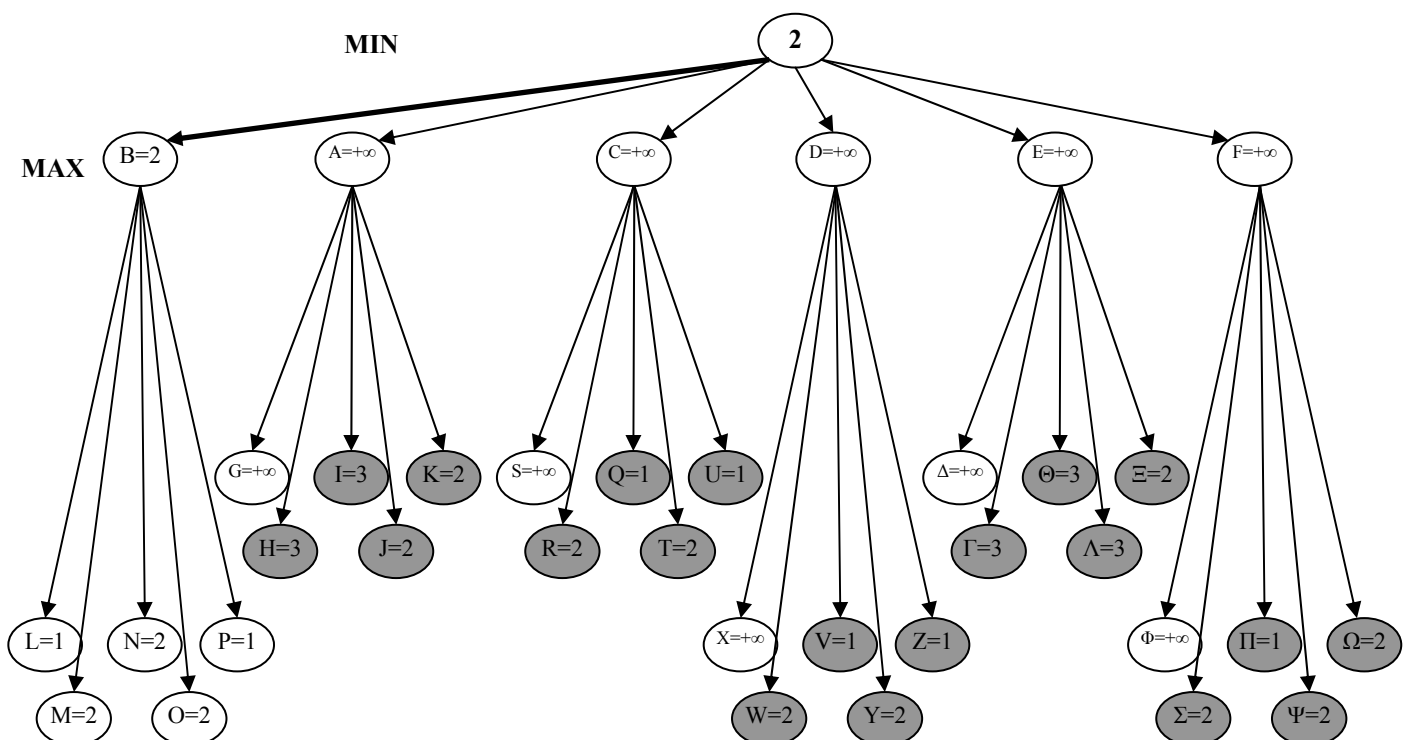 2
MIN
B=2
A=+∞
C=+∞
D=+∞
E=+∞
F=+∞
MAX
G=+∞
I=3
K=2
S=+∞
Q=1
U=1
Δ=+∞
Θ=3
Ξ=2
H=3
J=2
R=2
T=2
Γ=3
Λ=3
L=1
N=2
P=1
X=+∞
V=1
Z=1
Φ=+∞
Π=1
Ω=2
M=2
O=2
W=2
Y=2
Σ=2
Ψ=2